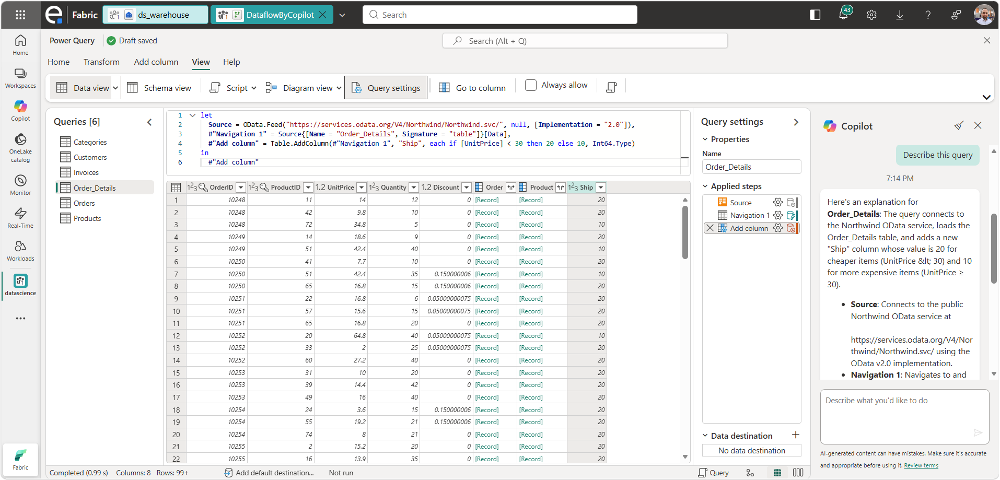 Fabric
ds_warehouse
DataflowByCopilot
Search
43
Power Query
Draft saved
Search (Alt + Q)
Home
Transform
Add column
View
Help
Data view
Schema view
Script
Diagram view
Query settings
Go to column
Always allow
Home
Workspaces
Copilot
OneLake
catalog
Monitor
Real-Time
Workloads
datascience
Fabric
Queries [6]
Categories
Customers
Invoices
Order_Details
Orders
Products
1 let
2 Source = OData.Feed("https://services.odata.org/V4/Northwind/Northwind.svc/", null, [Implementation = "2.0"]),
3 #"Navigation 1" = Source{[Name = "Order_Details", Signature = "table"]}[Data],
4 #"Add column" = Table.AddColumn(#"Navigation 1", "Ship", each if [UnitPrice] < 30 then 20 else 10, Int64.Type)
5 in
6 #"Add column"
123 OrderID 123 ProductID 1.2 UnitPrice 123 Quantity 1.2 Discount Order Product 123 Ship
1 10248 11 14 12 0 [Record] [Record] 20
2 10248 42 9.8 10 0 [Record] [Record] 20
3 10248 72 34.8 5 0 [Record] [Record] 10
4 10249 14 18.6 9 0 [Record] [Record] 20
5 10249 51 42.4 40 0 [Record] [Record] 10
6 10250 41 7.7 10 0 [Record] [Record] 20
7 10250 51 42.4 35 0.150000006 [Record] [Record] 10
8 10250 65 16.8 15 0.150000006 [Record] [Record] 20
9 10251 22 16.8 6 0.05000000075 [Record] [Record] 20
10 10251 57 15.6 15 0.05000000075 [Record] [Record] 20
11 10251 65 16.8 20 0 [Record] [Record] 20
12 10252 20 64.8 40 0.05000000075 [Record] [Record] 10
13 10252 33 2 25 0.05000000075 [Record] [Record] 20
14 10252 60 27.2 40 0 [Record] [Record] 20
15 10253 31 10 20 0 [Record] [Record] 20
16 10253 39 14.4 42 0 [Record] [Record] 20
17 10253 49 16 40 0 [Record] [Record] 20
18 10254 24 3.6 15 0.150000006 [Record] [Record] 20
19 10254 55 19.2 21 0.150000006 [Record] [Record] 20
20 10254 74 8 21 0 [Record] [Record] 20
21 10255 2 15.2 20 0 [Record] [Record] 20
22 10255 16 13.9 35 0 [Record] [Record] 20
Query settings
Properties
Name
Order_Details
Applied steps
Source
Navigation 1
Add column
Data destination
No data destination
Copilot
Describe this query
7:14 PM
Here's an explanation for
Order_Details: The query connects to
the Northwind OData service, loads the
Order_Details table, and adds a new
"Ship" column whose value is 20 for
cheaper items (UnitPrice &lt; 30) and 10
for more expensive items (UnitPrice ≥
30).
• Source: Connects to the public
Northwind OData service at
https://services.odata.org/V4/Nor
thwind/Northwind.svc/ using the
OData v2.0 implementation.
• Navigation 1: Navigates to and
Describe what you'd like to do
AI-generated content can have mistakes. Make sure it's accurate
and appropriate before using it. Review terms
Completed (0.99 s)
Columns: 8
Rows: 99+
Add default destination...
Not run
Query